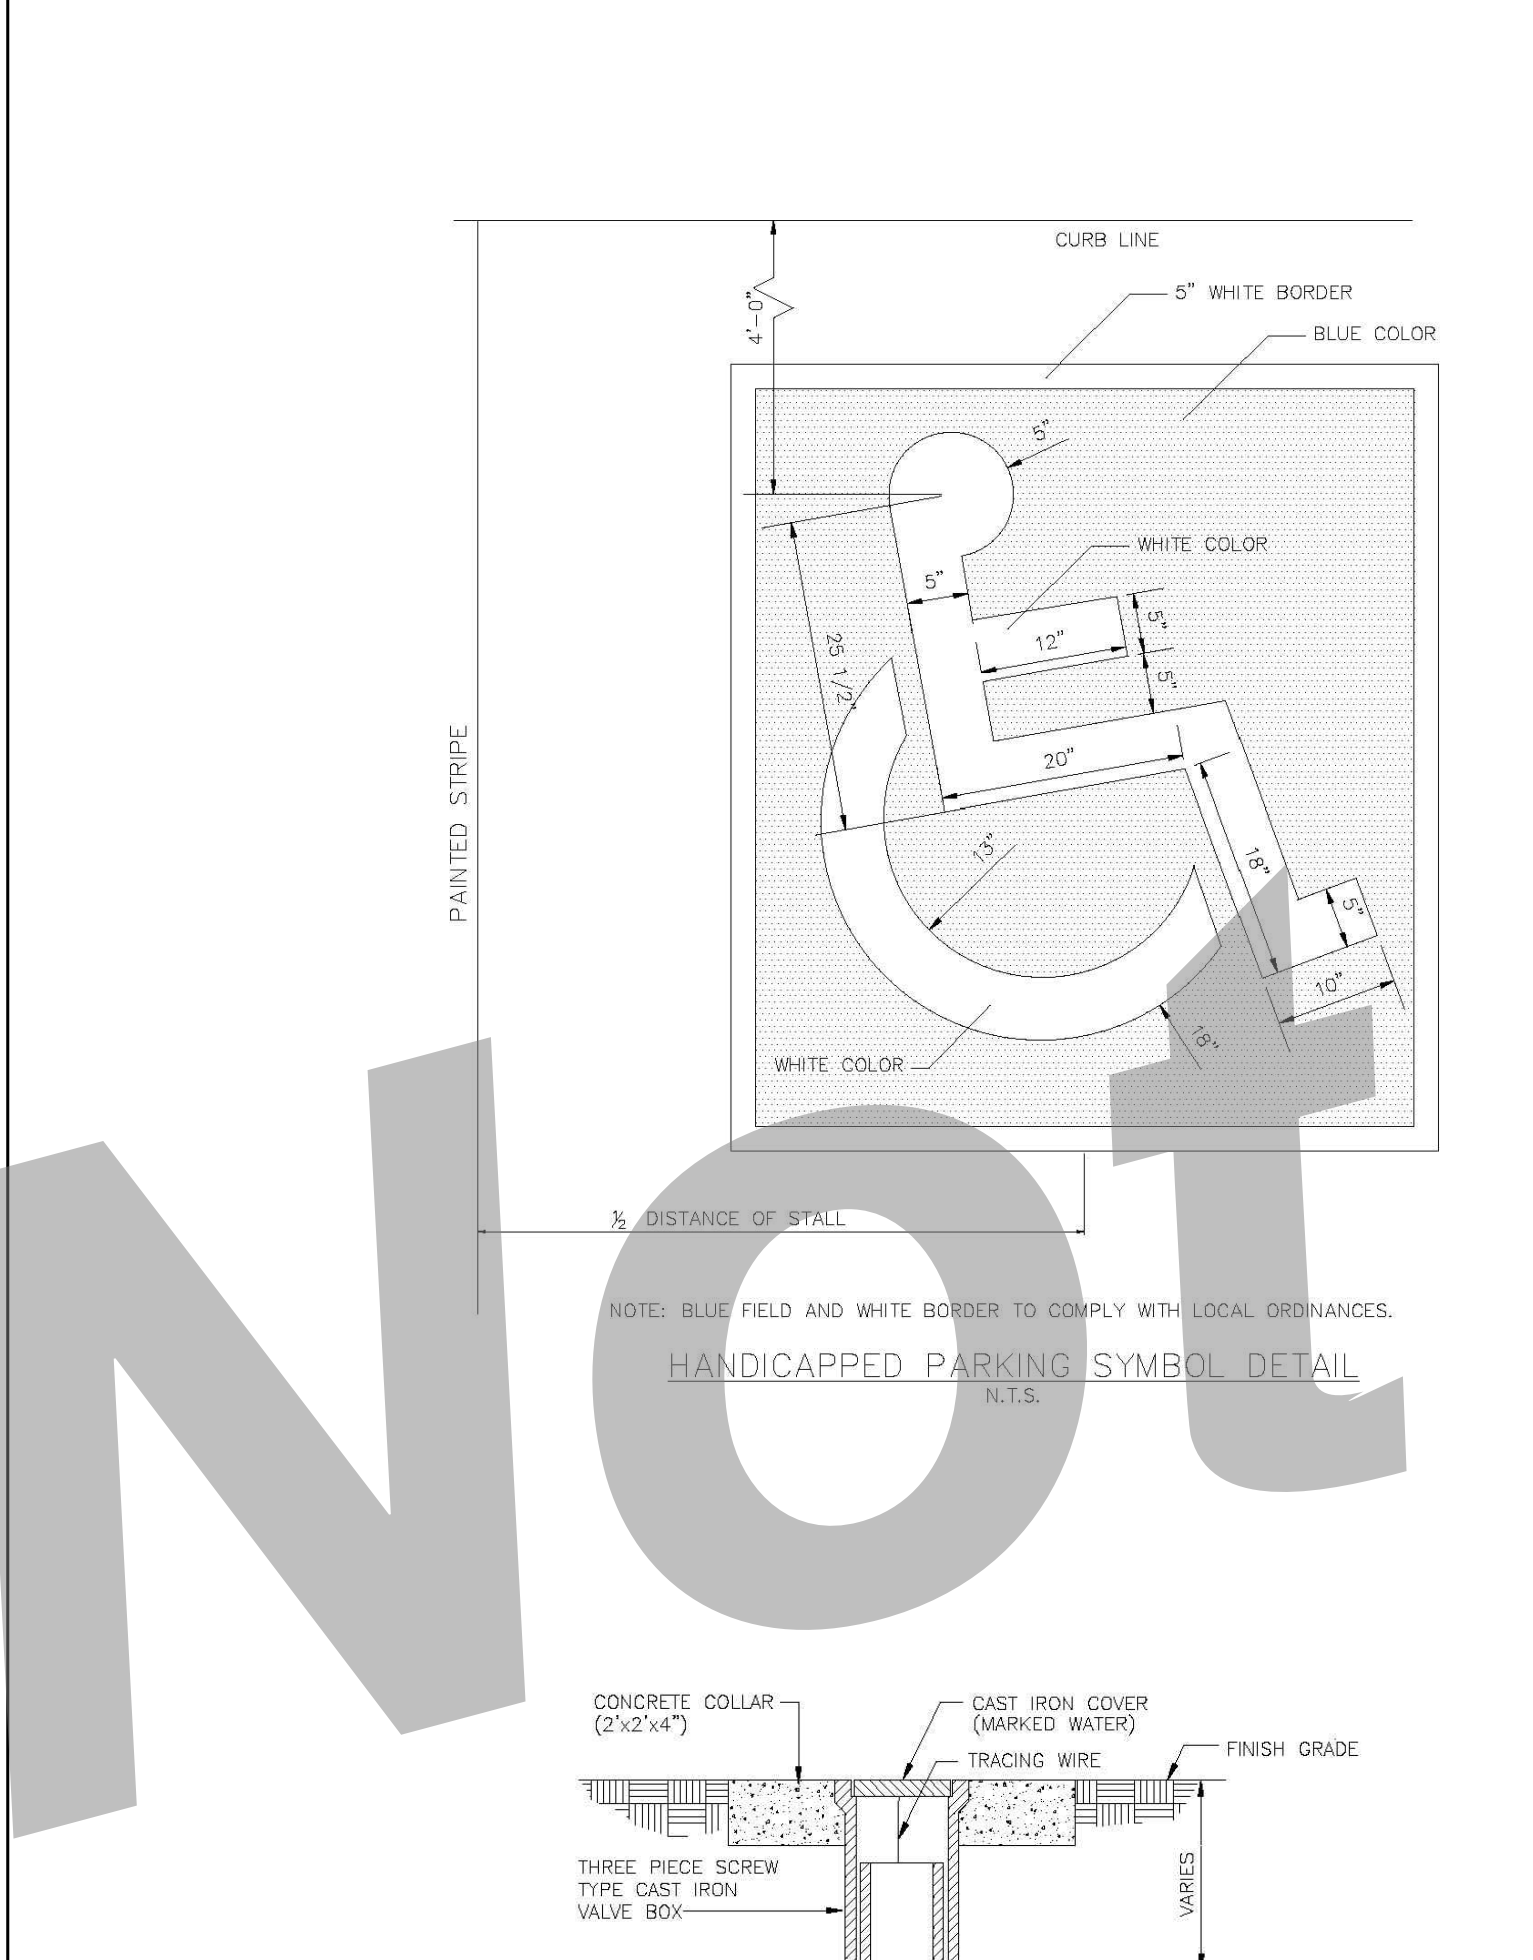 CURB LINE
5" WHITE BORDER
4'-0"
BLUE COLOR
5"
WHITE COLOR
5"
5"
12"
25 1/2"
5"
20"
PAINTED STRIPE
13"
18"
5"
10"
18"
WHITE COLOR
½ DISTANCE OF STALL
NOTE: BLUE FIELD AND WHITE BORDER TO COMPLY WITH LOCAL ORDINANCES.
HANDICAPPED PARKING SYMBOL DETAIL
N.T.S.
Not
CONCRETE COLLAR
(2'x2'x4")
CAST IRON COVER
(MARKED WATER)
TRACING WIRE
FINISH GRADE
THREE PIECE SCREW
TYPE CAST IRON
VALVE BOX
VARIES